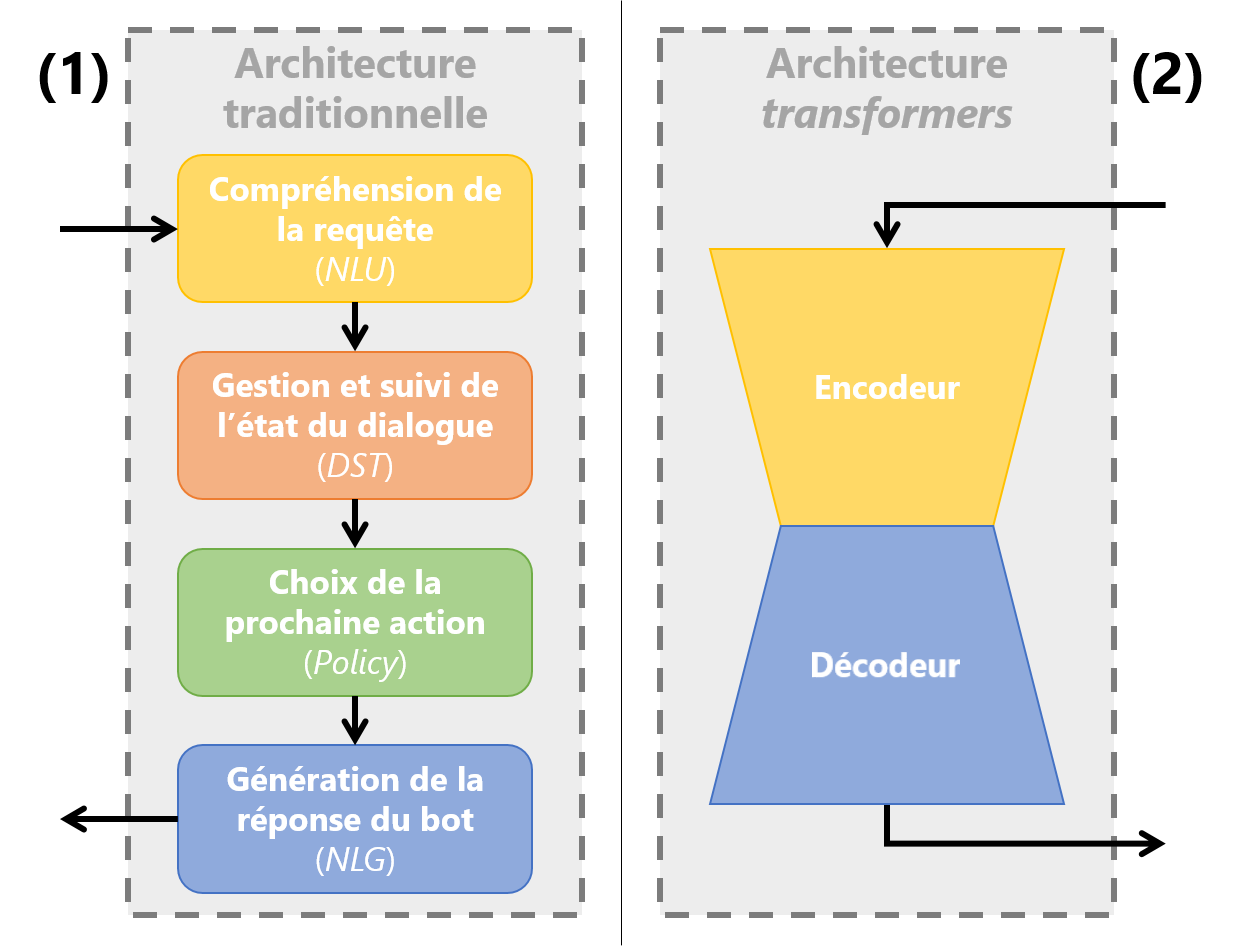 (1)
Architecture
traditionnelle
Compréhension de
la requête
(NLU)
Gestion et suivi de
l’état du dialogue
(DST)
Choix de la
prochaine action
(Policy)
Génération de la
réponse du bot
(NLG)
(2)
Architecture
transformers
Encodeur
Décodeur